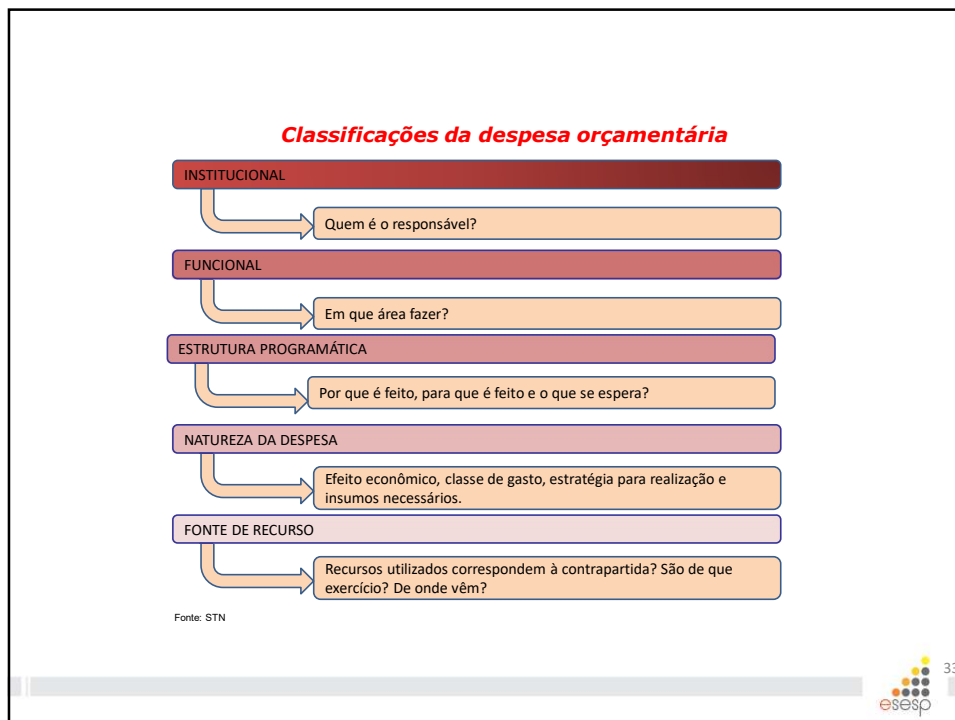 Classificações da despesa orçamentária
INSTITUCIONAL
Quem é o responsável?
FUNCIONAL
Em que área fazer?
ESTRUTURA PROGRAMÁTICA
Por que é feito, para que é feito e o que se espera?
NATUREZA DA DESPESA
Efeito econômico, classe de gasto, estratégia para realização e
insumos necessários.
FONTE DE RECURSO
Recursos utilizados correspondem à contrapartida? São de que
exercício? De onde vêm?
Fonte: STN
33
esesp